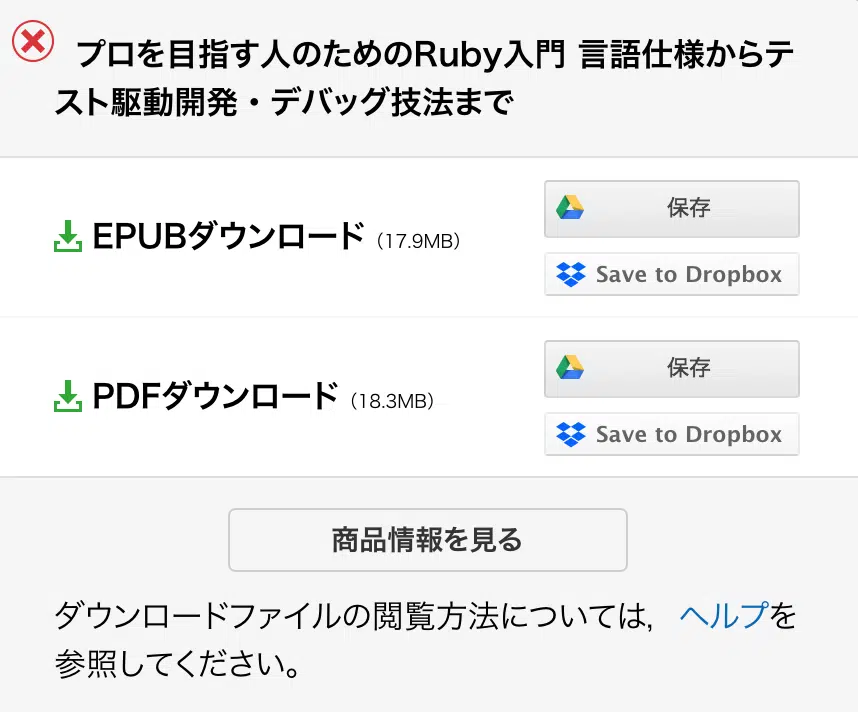 プロを目指す人のためのRuby入門 言語仕様からテ
スト駆動開発・デバッグ技法まで
EPUBダウンロード（17.9MB）
保存
Save to Dropbox
PDFダウンロード（18.3MB）
保存
Save to Dropbox
商品情報を見る
ダウンロードファイルの閲覧方法については，ヘルプを
参照してください。